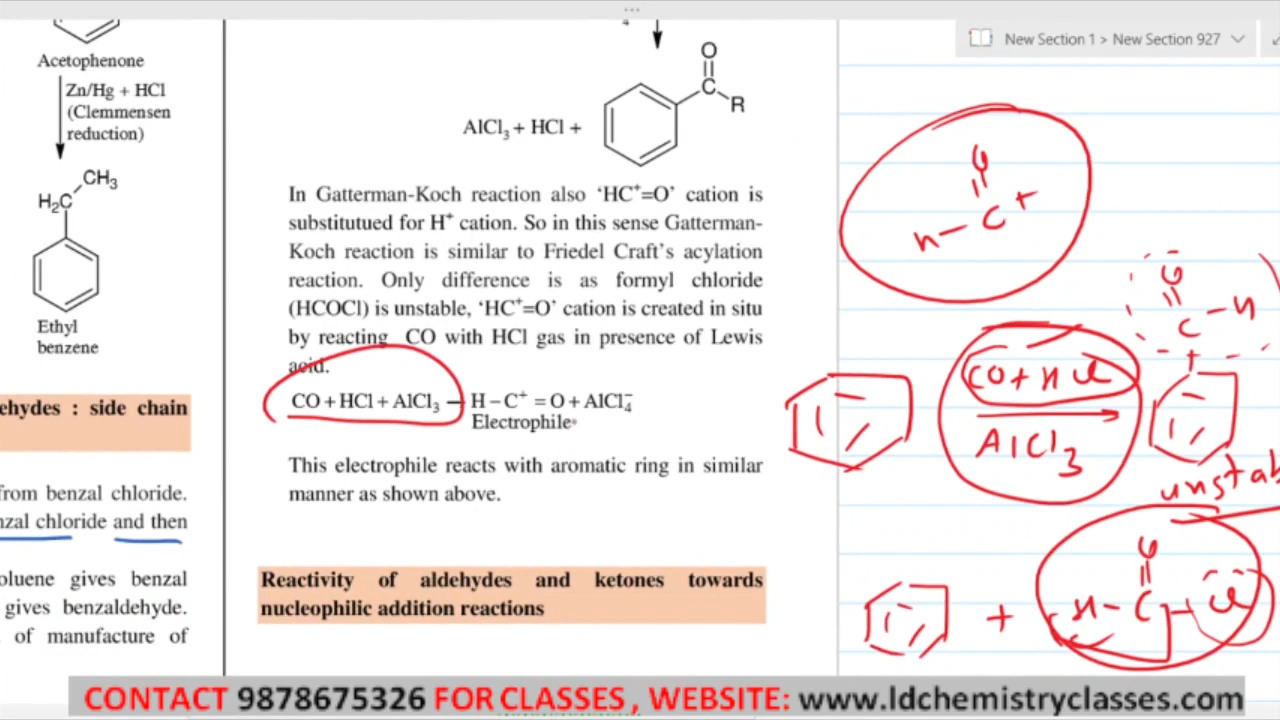 New Section 1 > New Section 927
Acetophenone
Zn/Hg + HCl
(Clemmensen
reduction)
CH₃
H₂C
Ethyl
benzene
ehydes : side chain
from benzal chloride.
nzal chloride and then
oluene gives benzal
gives benzaldehyde.
of manufacture of
4
O
C
R
AlCl₃ + HCl +
In Gatterman-Koch reaction also ‘HC⁺=O’ cation is
substitutued for H⁺ cation. So in this sense Gatterman-
Koch reaction is similar to Friedel Craft’s acylation
reaction. Only difference is as formyl chloride
(HCOCl) is unstable, ‘HC⁺=O’ cation is created in situ
by reacting CO with HCl gas in presence of Lewis
acid.
CO + HCl + AlCl₃ → H – C⁺ = O + AlCl₄⁻
Electrophile
This electrophile reacts with aromatic ring in similar
manner as shown above.
Reactivity of aldehydes and ketones towards
nucleophilic addition reactions
O
H – C +
O
C – H
CO + HCl
AlCl₃
unstab
O
+ H – C – Cl
CONTACT 9878675326 FOR CLASSES, WEBSITE: www.ldchemistryclasses.com